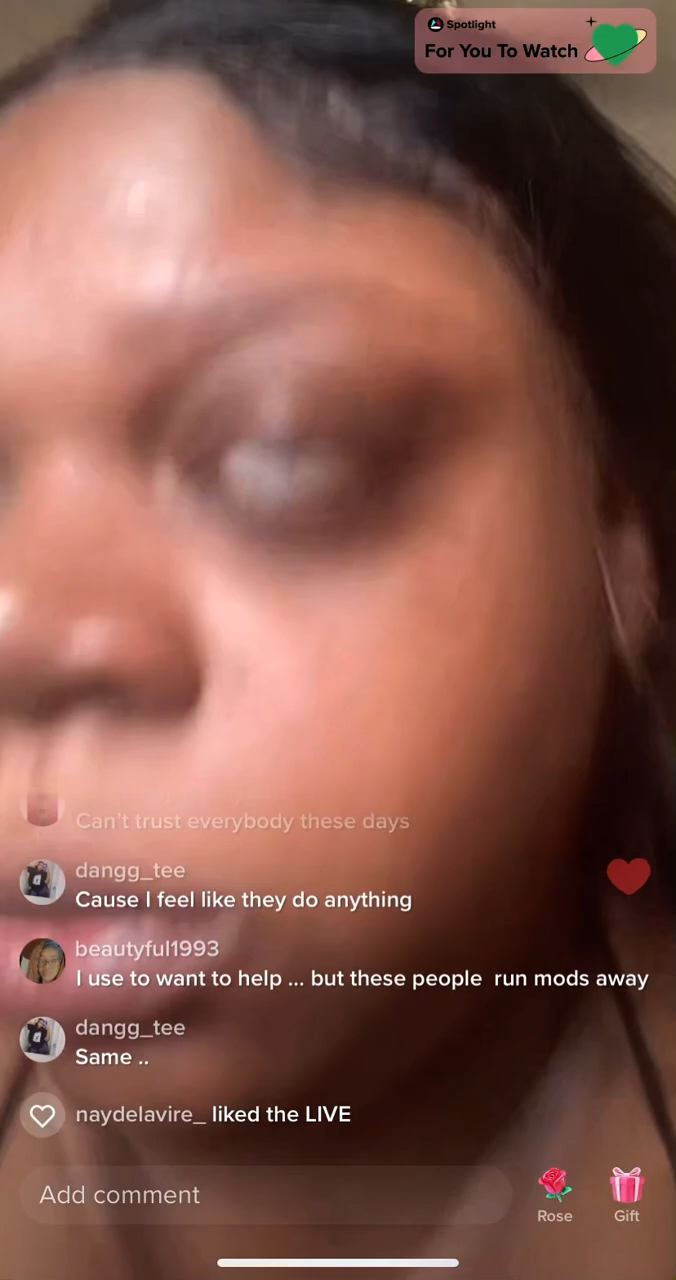 Spotlight
For You To Watch
Can't trust everybody these days
dangg_tee
Cause I feel like they do anything
beautyful1993
I use to want to help ... but these people run mods away
dangg_tee
Same ..
naydelavire_ liked the LIVE
Add comment
Rose
Gift